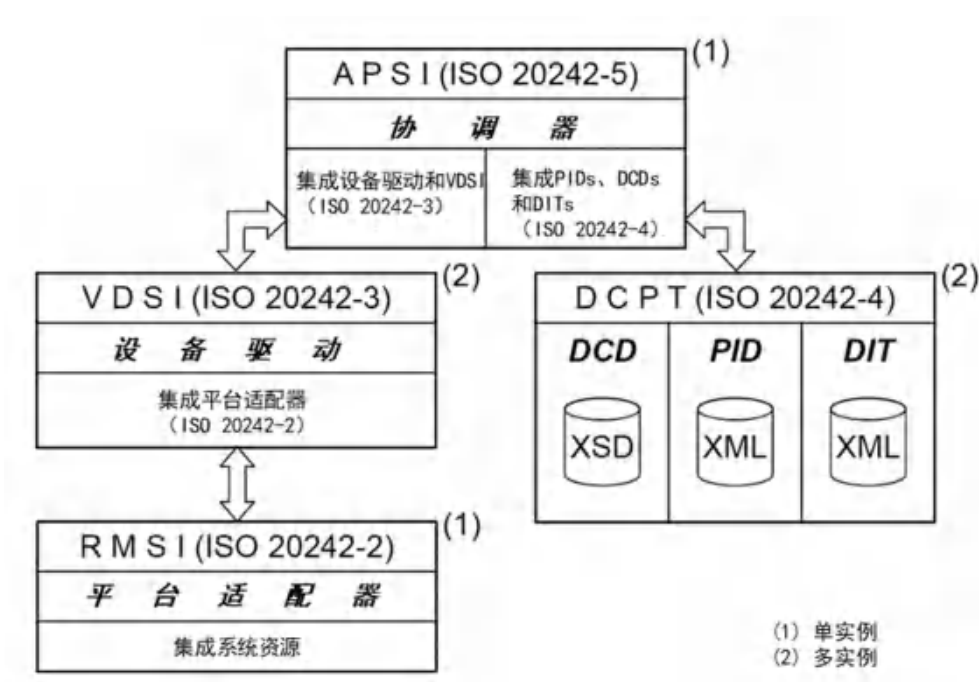 A P S I (ISO 20242-5)
(1)
协 调 器
集成设备驱动和VDSI
（ISO 20242-3）
集成PIDs、DCDs
和DITs
（ISO 20242-4）
V D S I (ISO 20242-3)
(2)
设 备 驱 动
集成平台适配器
（ISO 20242-2）
D C P T (ISO 20242-4)
(2)
DCD PID DIT
XSD XML XML
R M S I (ISO 20242-2)
(1)
平 台 适 配 器
集成系统资源
(1) 单实例
(2) 多实例